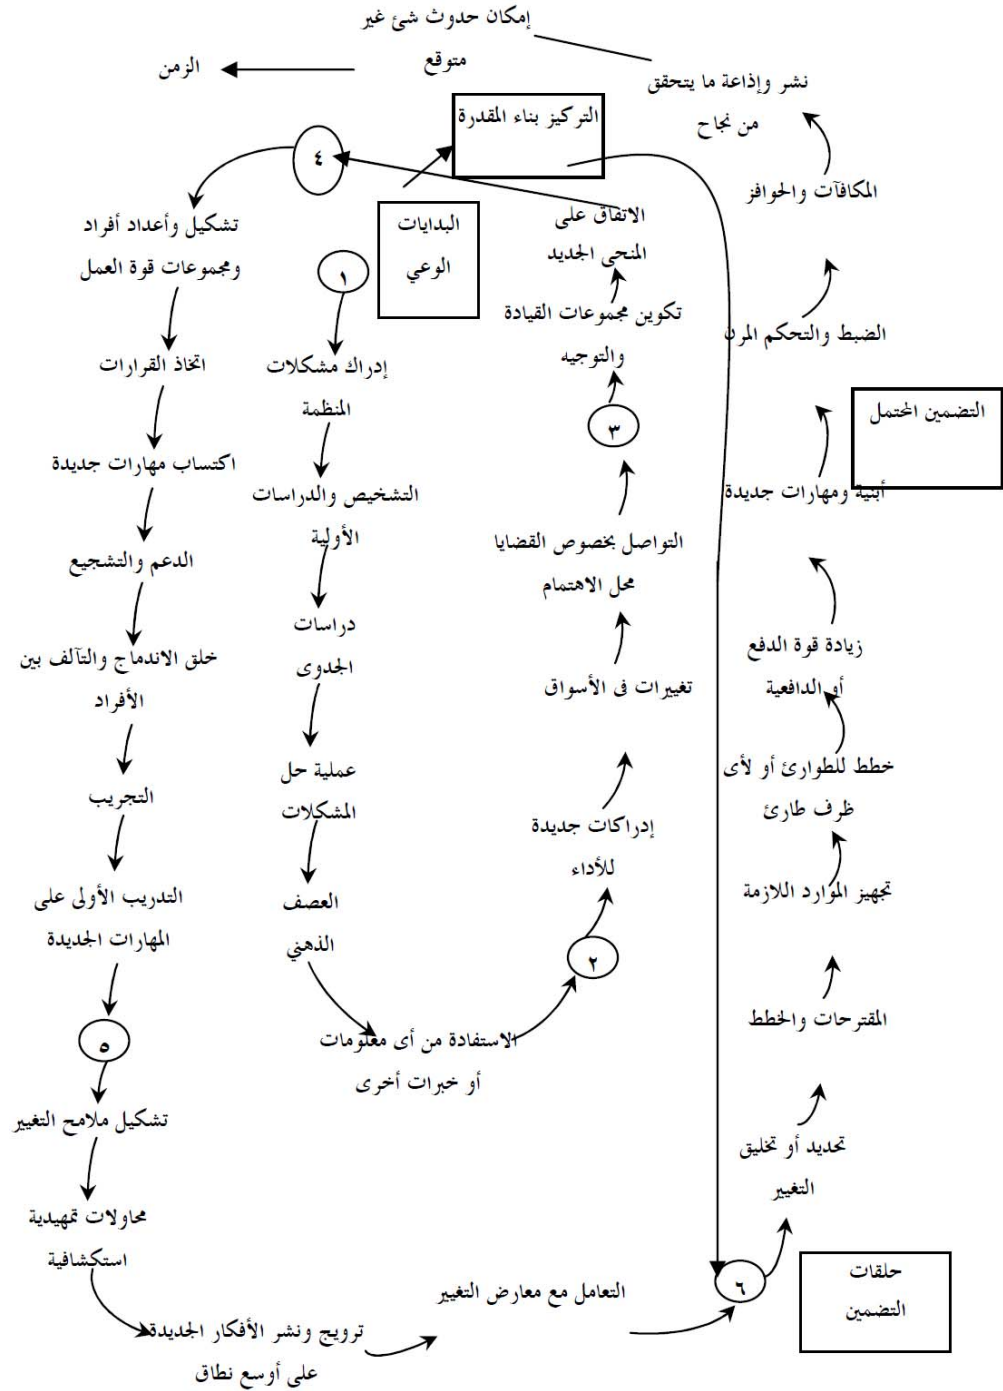 إمكان حدوث شئ غير
متوقع
الزمن
نشر وإذاعة ما يتحقق
من نجاح
التركيز بناء المقدرة
٤
المكافآت والحوافز
الاتفاق على
المنحى الجديد
البدايات
الوعي
تشكيل وأعداد أفراد
ومجموعات قوة العمل
١
تكوين مجموعات القيادة
والتوجيه
الضبط والتحكم المرن
إدراك مشكلات
المنظمة
اتخاذ القرارات
٣
التضمين المحتمل
اكتساب مهارات جديدة
التشخيص والدراسات
الأولية
أبنية ومهارات جديدة
التواصل بخصوص القضايا
محل الاهتمام
الدعم والتشجيع
دراسات
الجدوى
زيادة قوة الدفع
أو الدافعية
خلق الاندماج والتآلف بين
الأفراد
تغييرات فى الأسواق
عملية حل
المشكلات
خطط للطوارئ أو لأى
ظرف طارئ
التجريب
إدراكات جديدة
للأداء
تجهيز الموارد اللازمة
التدريب الأولى على
المهارات الجديدة
العصف
الذهني
٢
المقترحات والخطط
٥
الاستفادة من أى معلومات
أو خبرات أخرى
تشكيل ملامح التغيير
تحديد أو تخليق
التغيير
محاولات تمهيدية
استكشافية
٦
حلقات
التضمين
التعامل مع معارض التغيير
ترويج ونشر الأفكار الجديدة
على أوسع نطاق